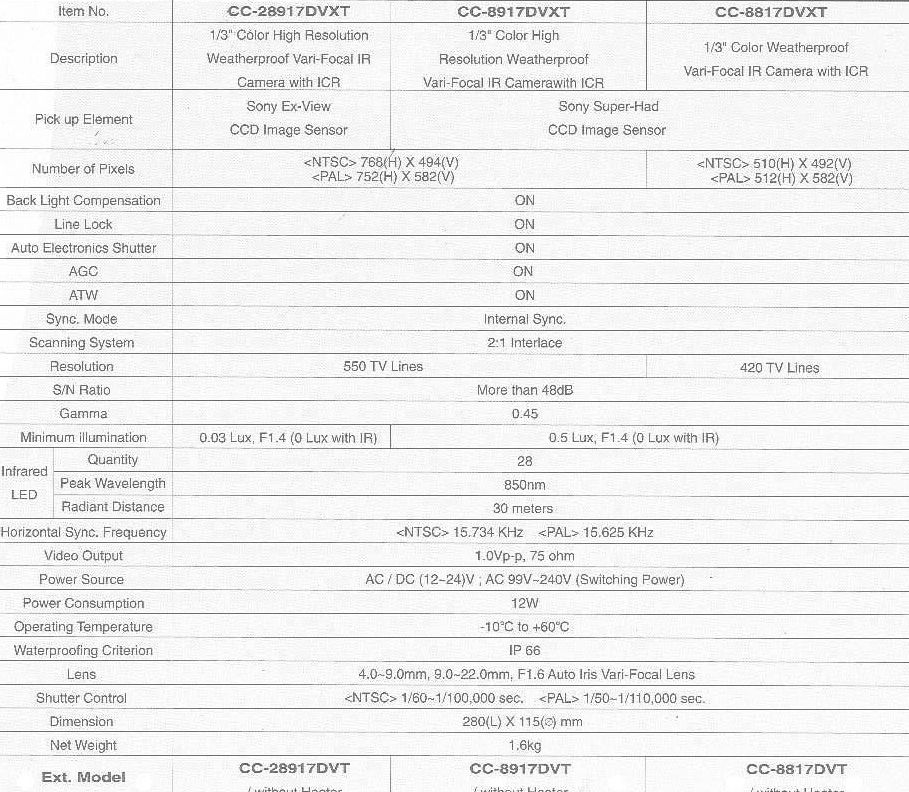 Item No. CC-28917DVXT CC-8917DVXT CC-8817DVXT
Description
1/3" Color High Resolution
Weatherproof Vari-Focal IR
Camera with ICR
1/3" Color High
Resolution Weatherproof
Vari-Focal IR Camerawith ICR
1/3" Color Weatherproof
Vari-Focal IR Camera with ICR
Pick up Element
Sony Ex-View
CCD Image Sensor
Sony Super-Had
CCD Image Sensor
Number of Pixels
<NTSC> 768(H) X 494(V)
<PAL> 752(H) X 582(V)
<NTSC> 510(H) X 492(V)
<PAL> 512(H) X 582(V)
Back Light Compensation ON
Line Lock ON
Auto Electronics Shutter ON
AGC ON
ATW ON
Sync. Mode Internal Sync.
Scanning System 2:1 Interlace
Resolution 550 TV Lines 420 TV Lines
S/N Ratio More than 48dB
Gamma 0.45
Minimum illumination 0.03 Lux, F1.4 (0 Lux with IR) 0.5 Lux, F1.4 (0 Lux with IR)
Infrared
LED
Quantity 28
Peak Wavelength 850nm
Radiant Distance 30 meters
Horizontal Sync. Frequency <NTSC> 15.734 KHz <PAL> 15.625 KHz
Video Output 1.0Vp-p, 75 ohm
Power Source AC / DC (12~24)V ; AC 99V~240V (Switching Power)
Power Consumption 12W
Operating Temperature -10°C to +60°C
Waterproofing Criterion IP 66
Lens 4.0~9.0mm, 9.0~22.0mm, F1.6 Auto Iris Vari-Focal Lens
Shutter Control <NTSC> 1/60~1/100,000 sec. <PAL> 1/50~1/110,000 sec.
Dimension 280(L) X 115(∅) mm
Net Weight 1.6kg
Ext. Model CC-28917DVT CC-8917DVT CC-8817DVT
/ without Heater / without Heater / without Heater